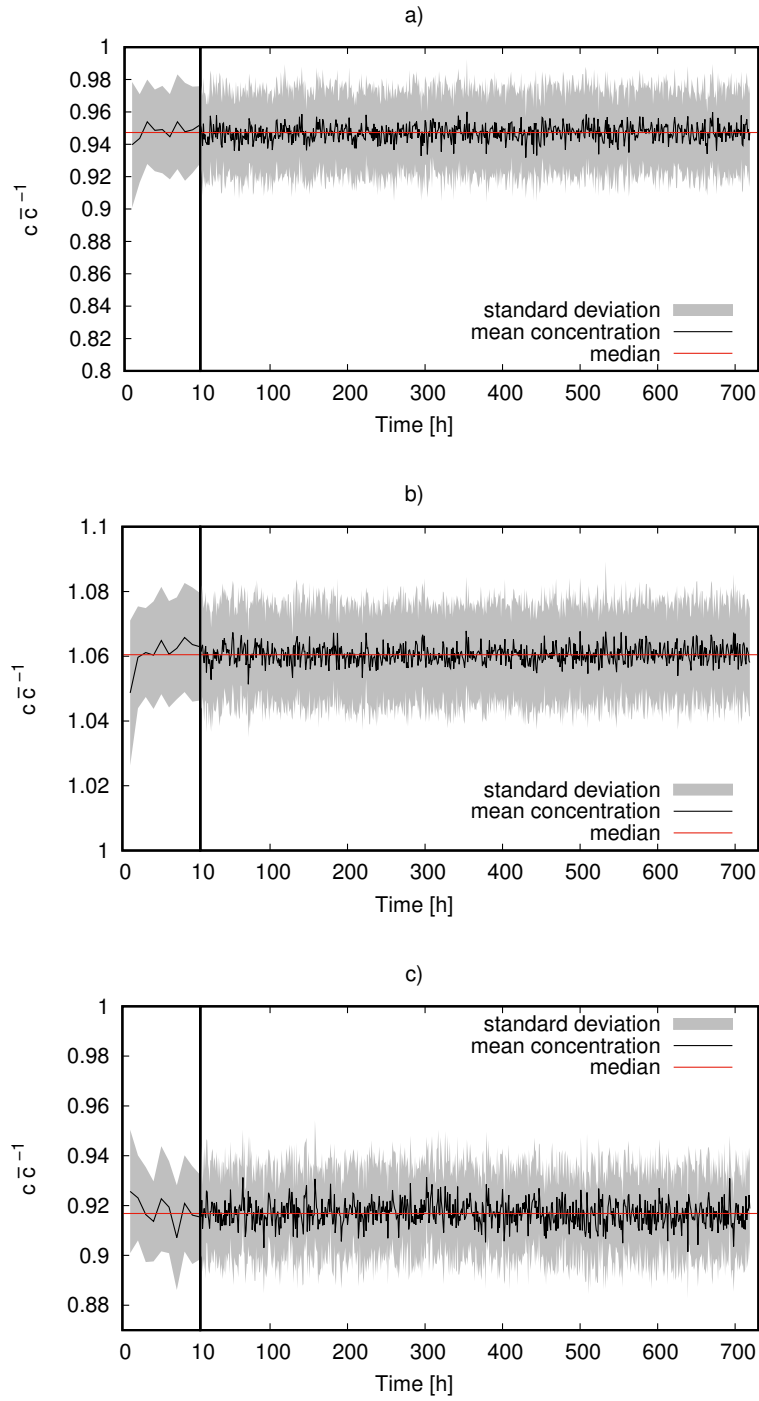 a)
1
0.98
0.96
0.94
0.92
0.9
0.88
0.86
0.84
0.82
0.8
c c̄⁻¹
standard deviation
mean concentration
median
0 10 100 200 300 400 500 600 700
Time [h]
b)
1.1
1.08
1.06
1.04
1.02
1
c c̄⁻¹
standard deviation
mean concentration
median
0 10 100 200 300 400 500 600 700
Time [h]
c)
1
0.98
0.96
0.94
0.92
0.9
0.88
c c̄⁻¹
standard deviation
mean concentration
median
0 10 100 200 300 400 500 600 700
Time [h]